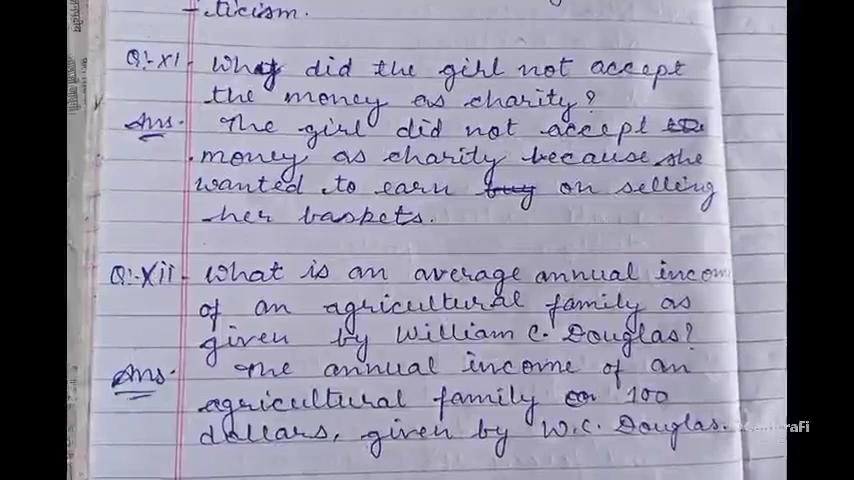 -cticism.
Q:-XI- Why did the girl not accept
the money as charity?
Ans. The girl did not accept
money as charity because she
wanted to earn on selling
her baskets.
Q:-XII- What is an average annual incom
of an agricultural family as
given by William C. Douglas?
Ans. The annual income of an
agricultural family or 100
dollars, given by W.C. Douglas.